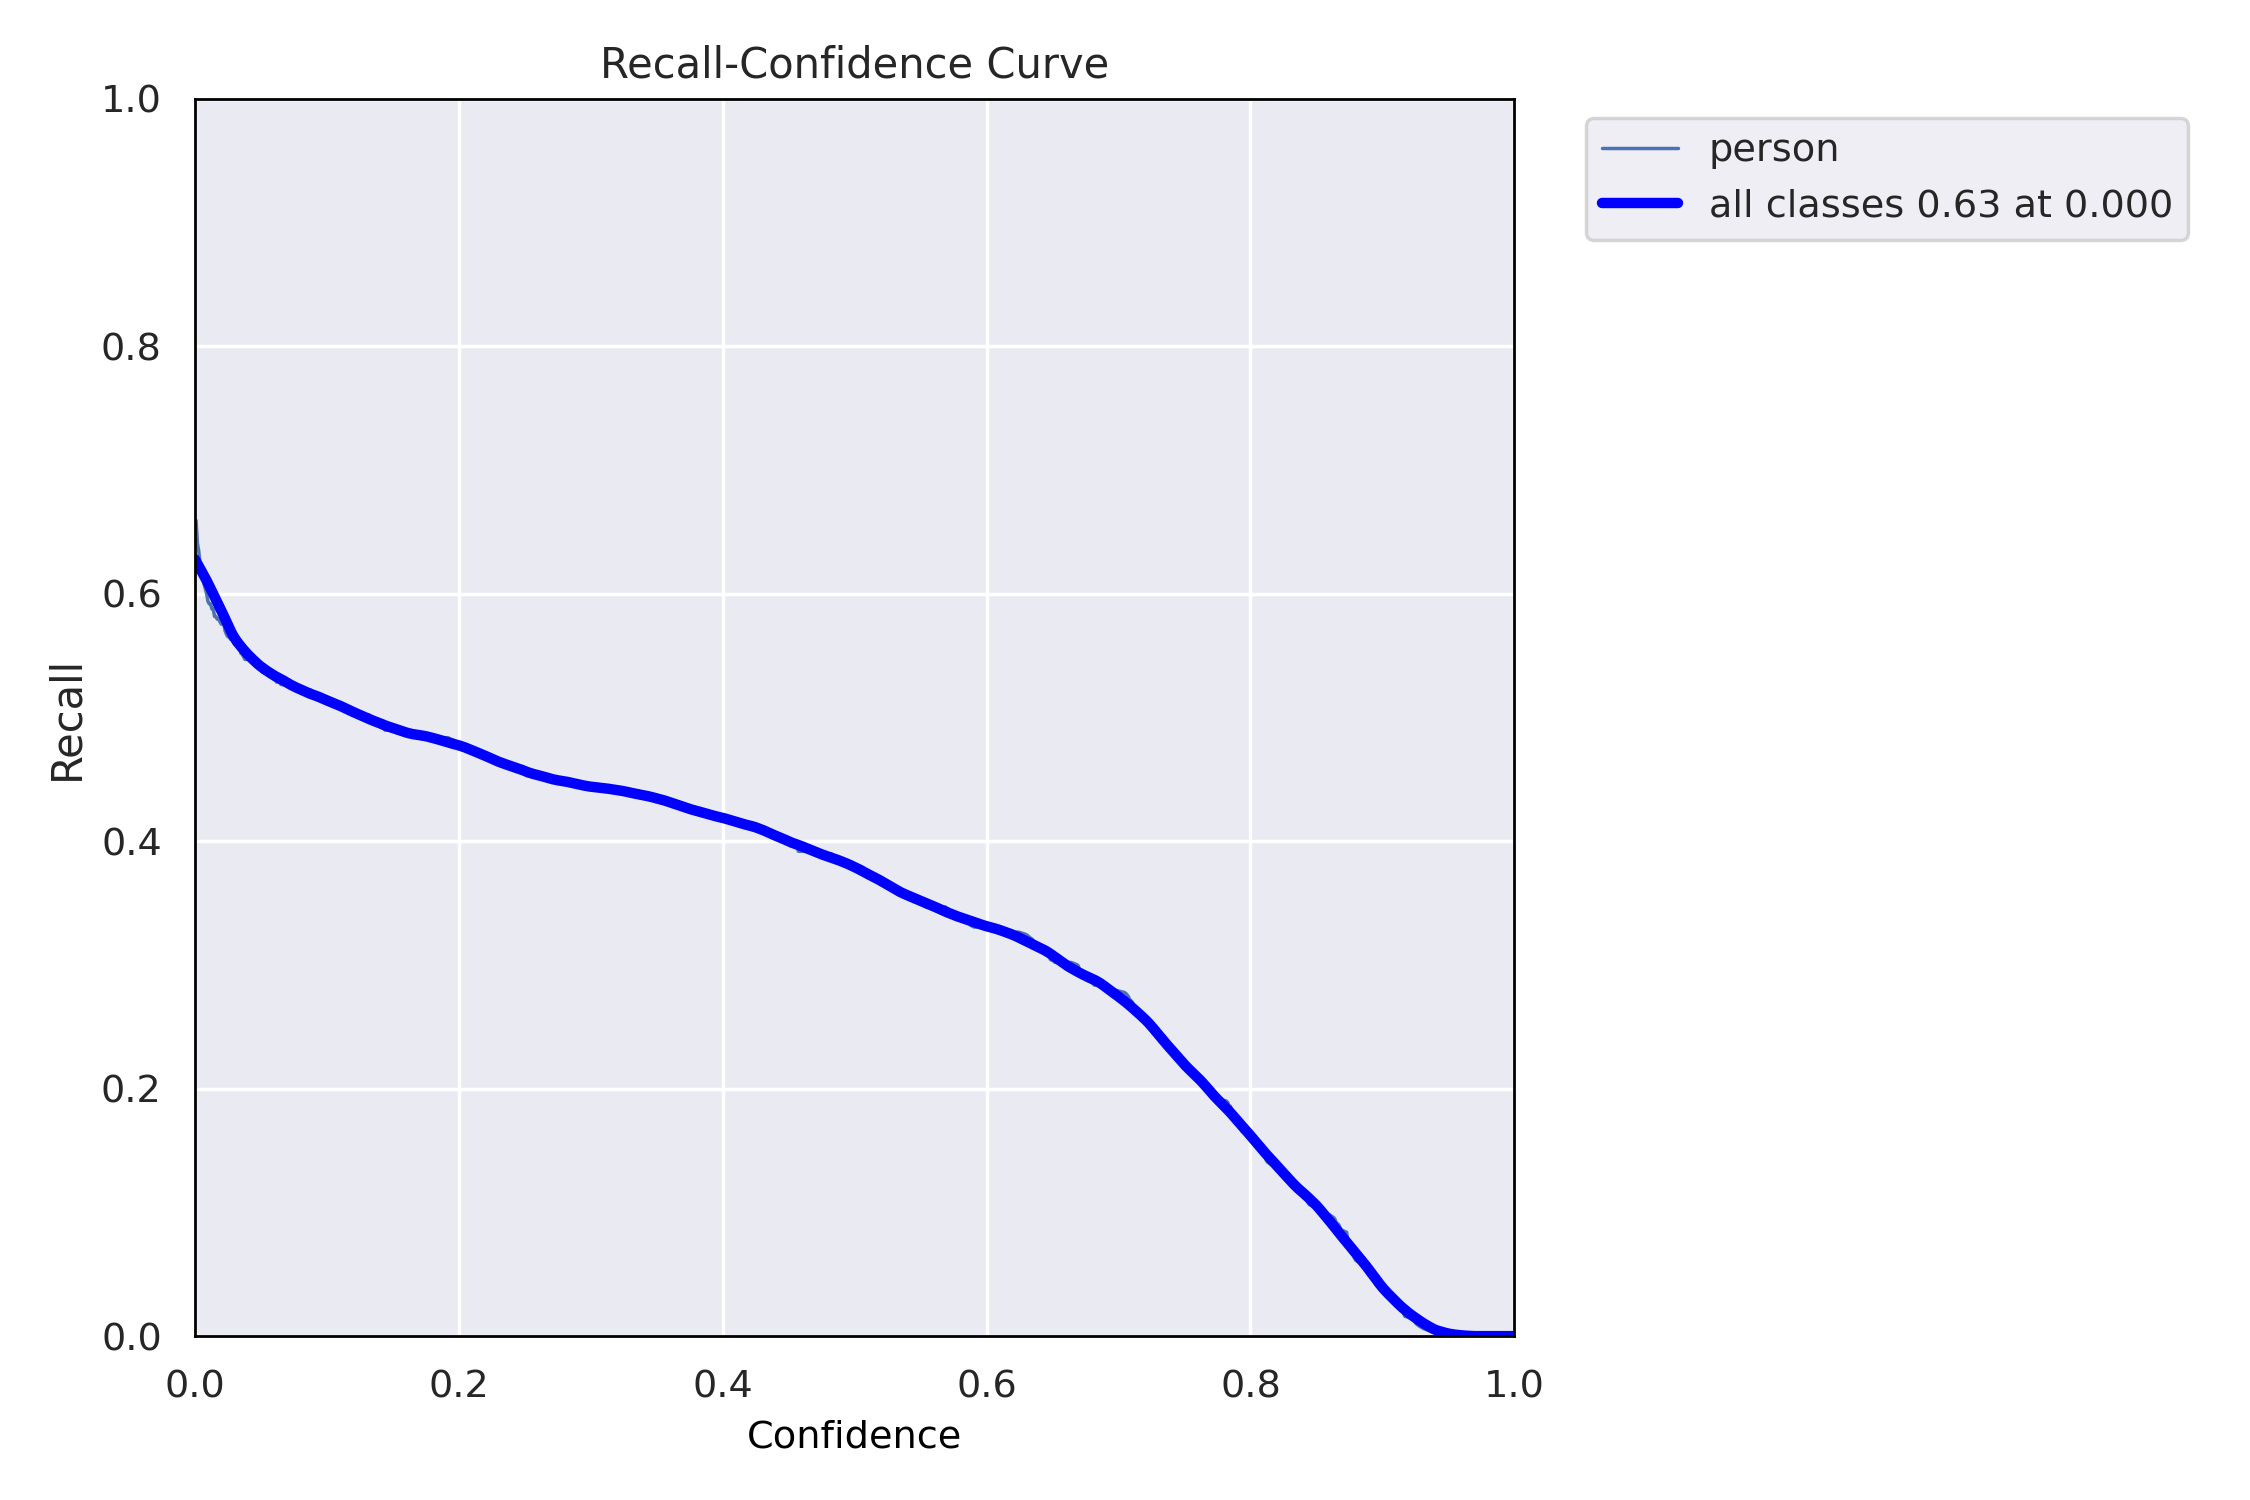 Recall-Confidence Curve
person
all classes 0.63 at 0.000
Recall
1.0
0.8
0.6
0.4
0.2
0.0
0.0 0.2 0.4 0.6 0.8 1.0
Confidence